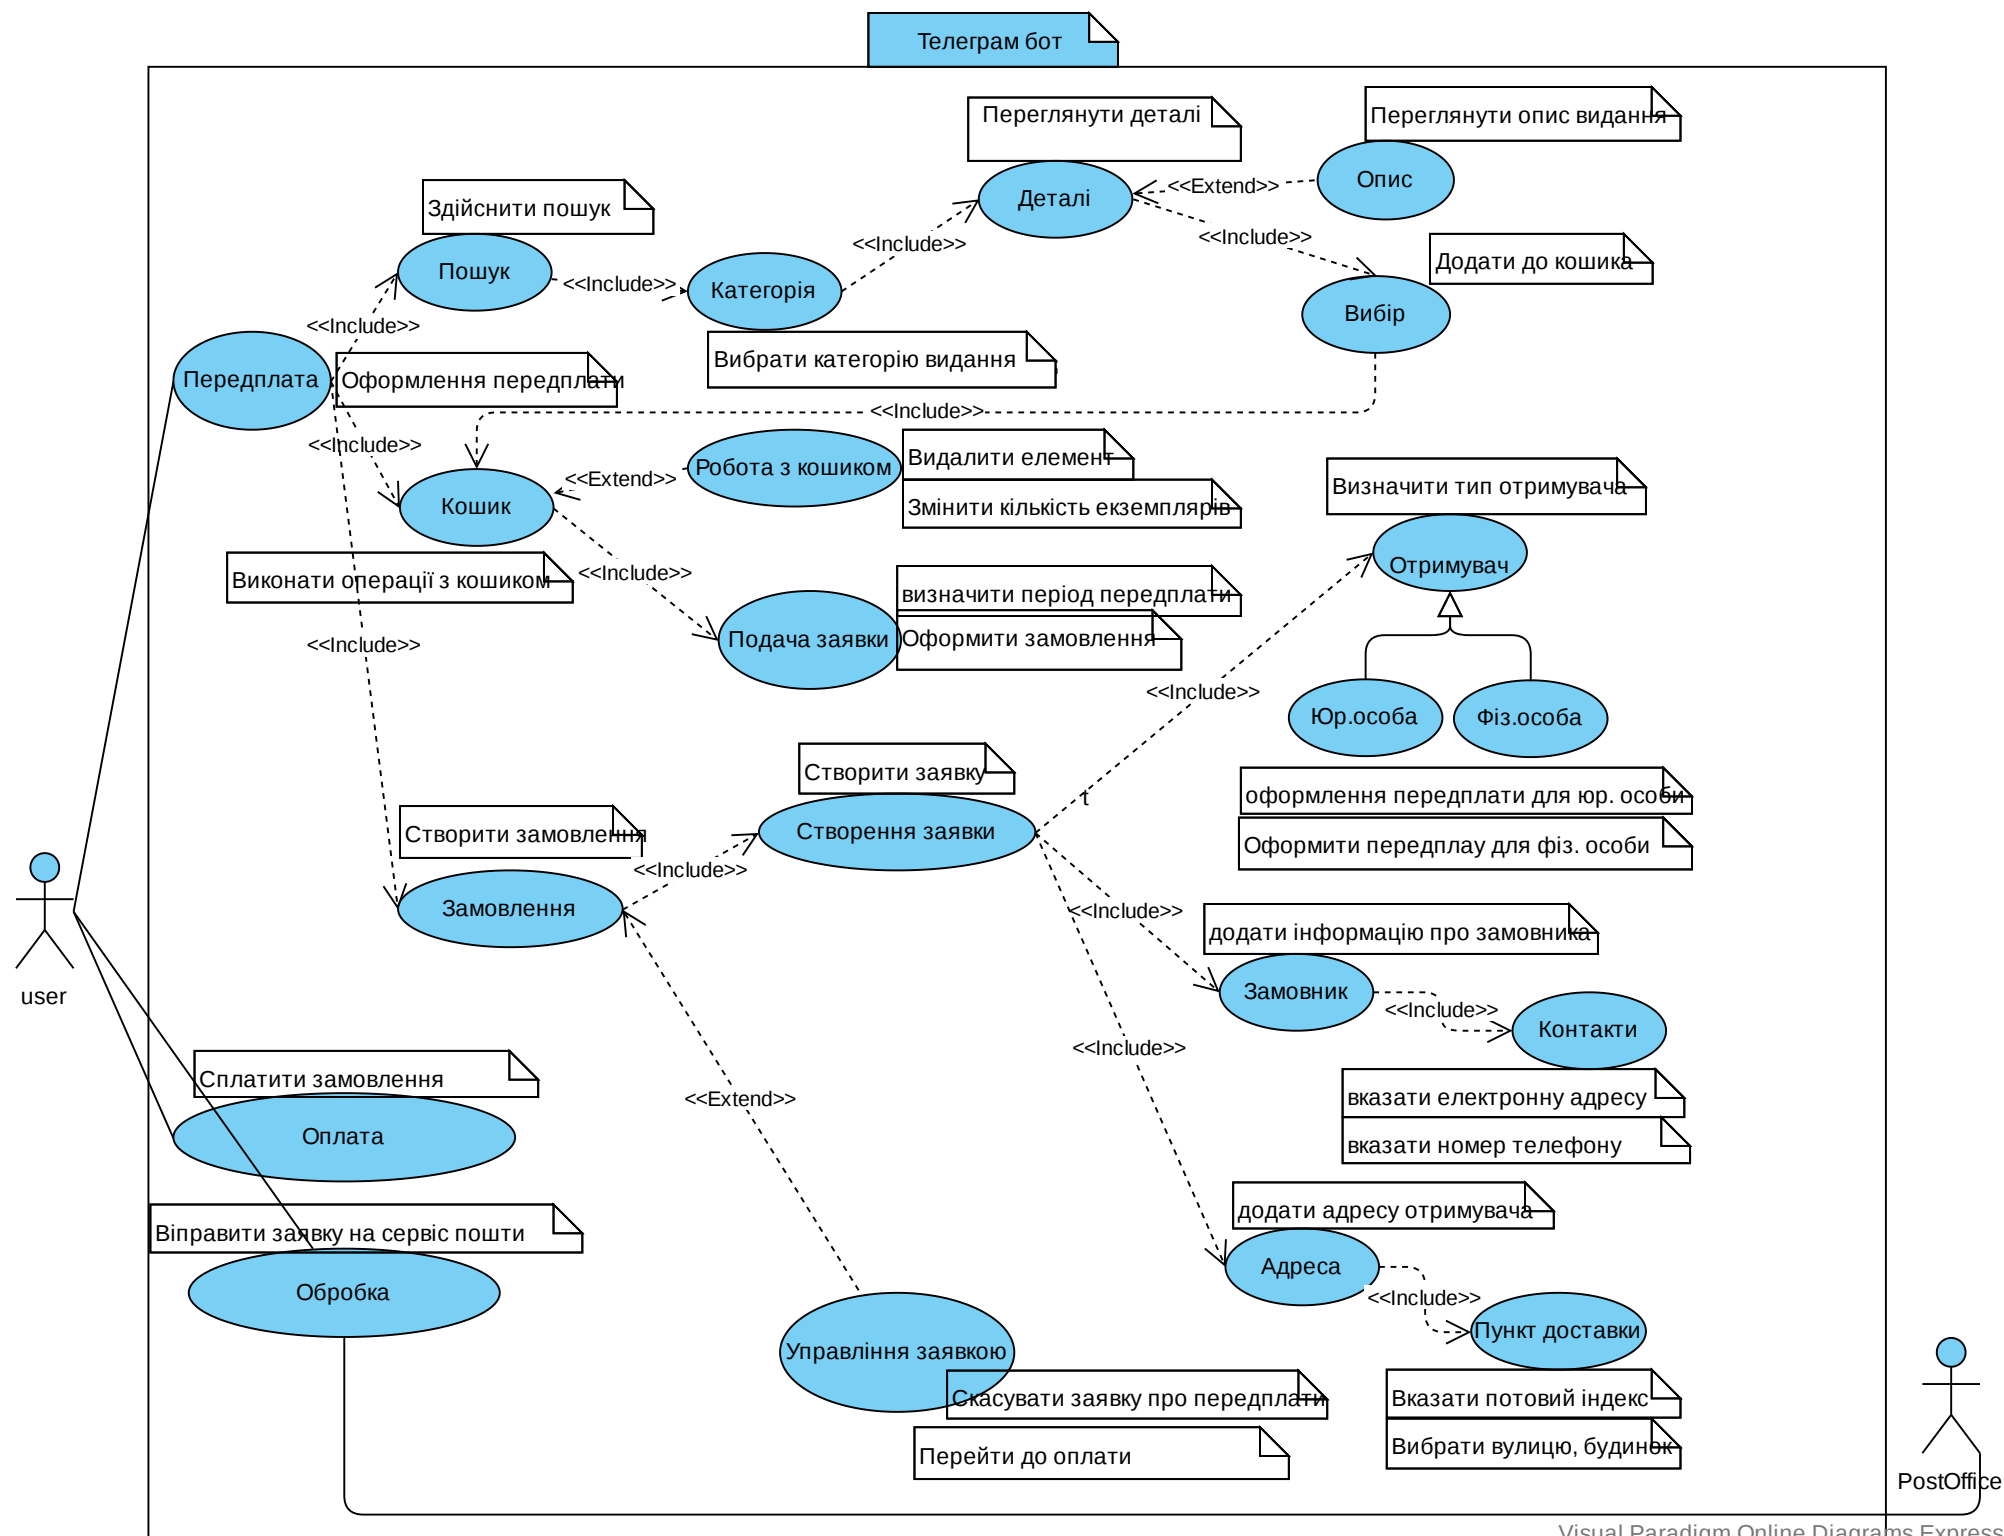 Телеграм бот
Переглянути деталі
Переглянути опис видання
Здійснити пошук
Деталі
<<Extend>>
Опис
Пошук
<<Include>>
Категорія
<<Include>>
<<Include>>
Додати до кошика
Вибір
<<Include>>
Передплата
Оформлення передплати
Вибрати категорію видання
<<Include>>
<<Include>>
Кошик
<<Extend>>
Робота з кошиком
Видалити елемент
Змінити кількість екземплярів
Визначити тип отримувача
Отримувач
Виконати операції з кошиком
<<Include>>
визначити період передплати
Подача заявки
Оформити замовлення
<<Include>>
<<Include>>
Юр.особа
Фіз.особа
Створити заявку
t
оформлення передплати для юр. особи
Створити замовлення
Створення заявки
Оформити передплау для фіз. особи
<<Include>>
Замовлення
<<Include>>
додати інформацію про замовника
user
Замовник
<<Include>>
Контакти
<<Include>>
Сплатити замовлення
<<Extend>>
вказати електронну адресу
Оплата
вказати номер телефону
Віправити заявку на сервіс пошти
додати адресу отримувача
Обробка
Адреса
<<Include>>
Управління заявкою
Пункт доставки
Скасувати заявку про передплати
Вказати потовий індекс
Перейти до оплати
Вибрати вулицю, будинок
PostOffice
Visual Paradigm Online Diagrams Express